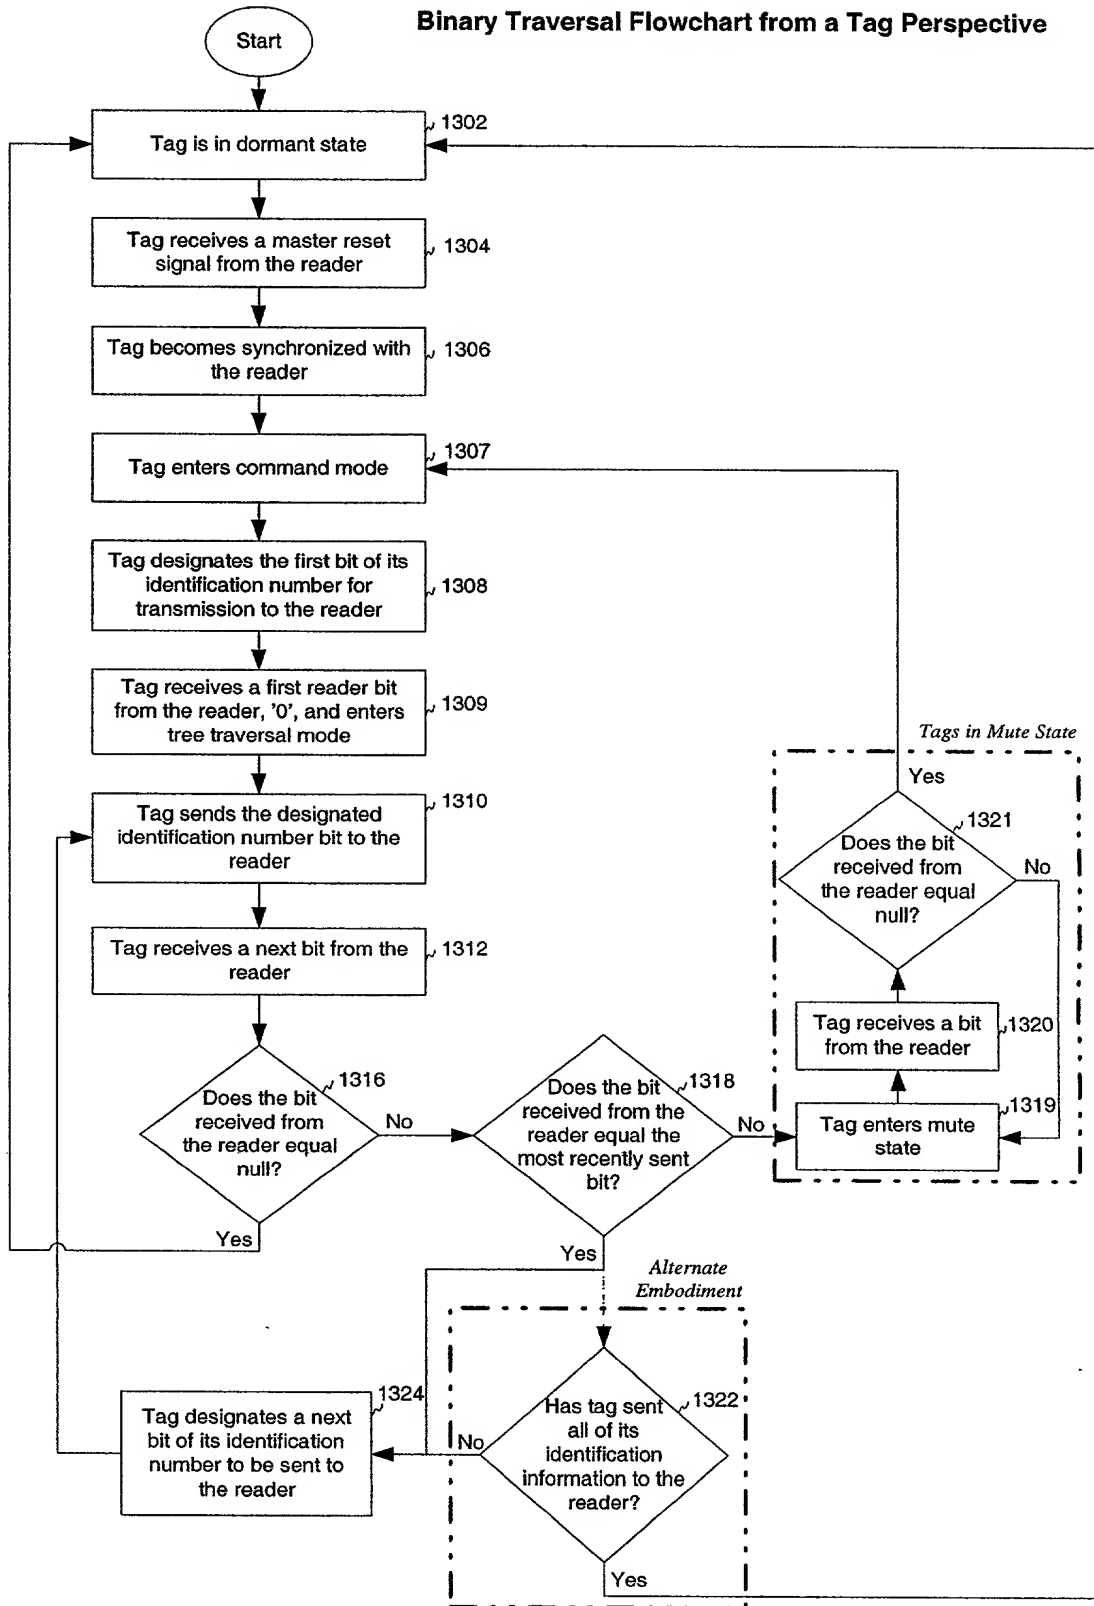 Binary Traversal Flowchart from a Tag Perspective
Start
1302
Tag is in dormant state
Tag receives a master reset
signal from the reader
1304
Tag becomes synchronized with
the reader
1306
1307
Tag enters command mode
Tag designates the first bit of its
identification number for
transmission to the reader
1308
Tag receives a first reader bit
from the reader, '0', and enters
tree traversal mode
1309
Tag sends the designated
identification number bit to the
reader
1310
Tag receives a next bit from the
reader
1312
1316
Does the bit
received from
the reader equal
null?
No
Yes
1318
Does the bit
received from the
reader equal the
most recently sent
bit?
No
Yes
Tags in Mute State
Yes
1321
Does the bit
received from
the reader equal
null?
No
Tag receives a bit
from the reader
1320
1319
Tag enters mute
state
Alternate
Embodiment
1322
Has tag sent
all of its
identification
information to the
reader?
No
Yes
1324
Tag designates a next
bit of its identification
number to be sent to
the reader